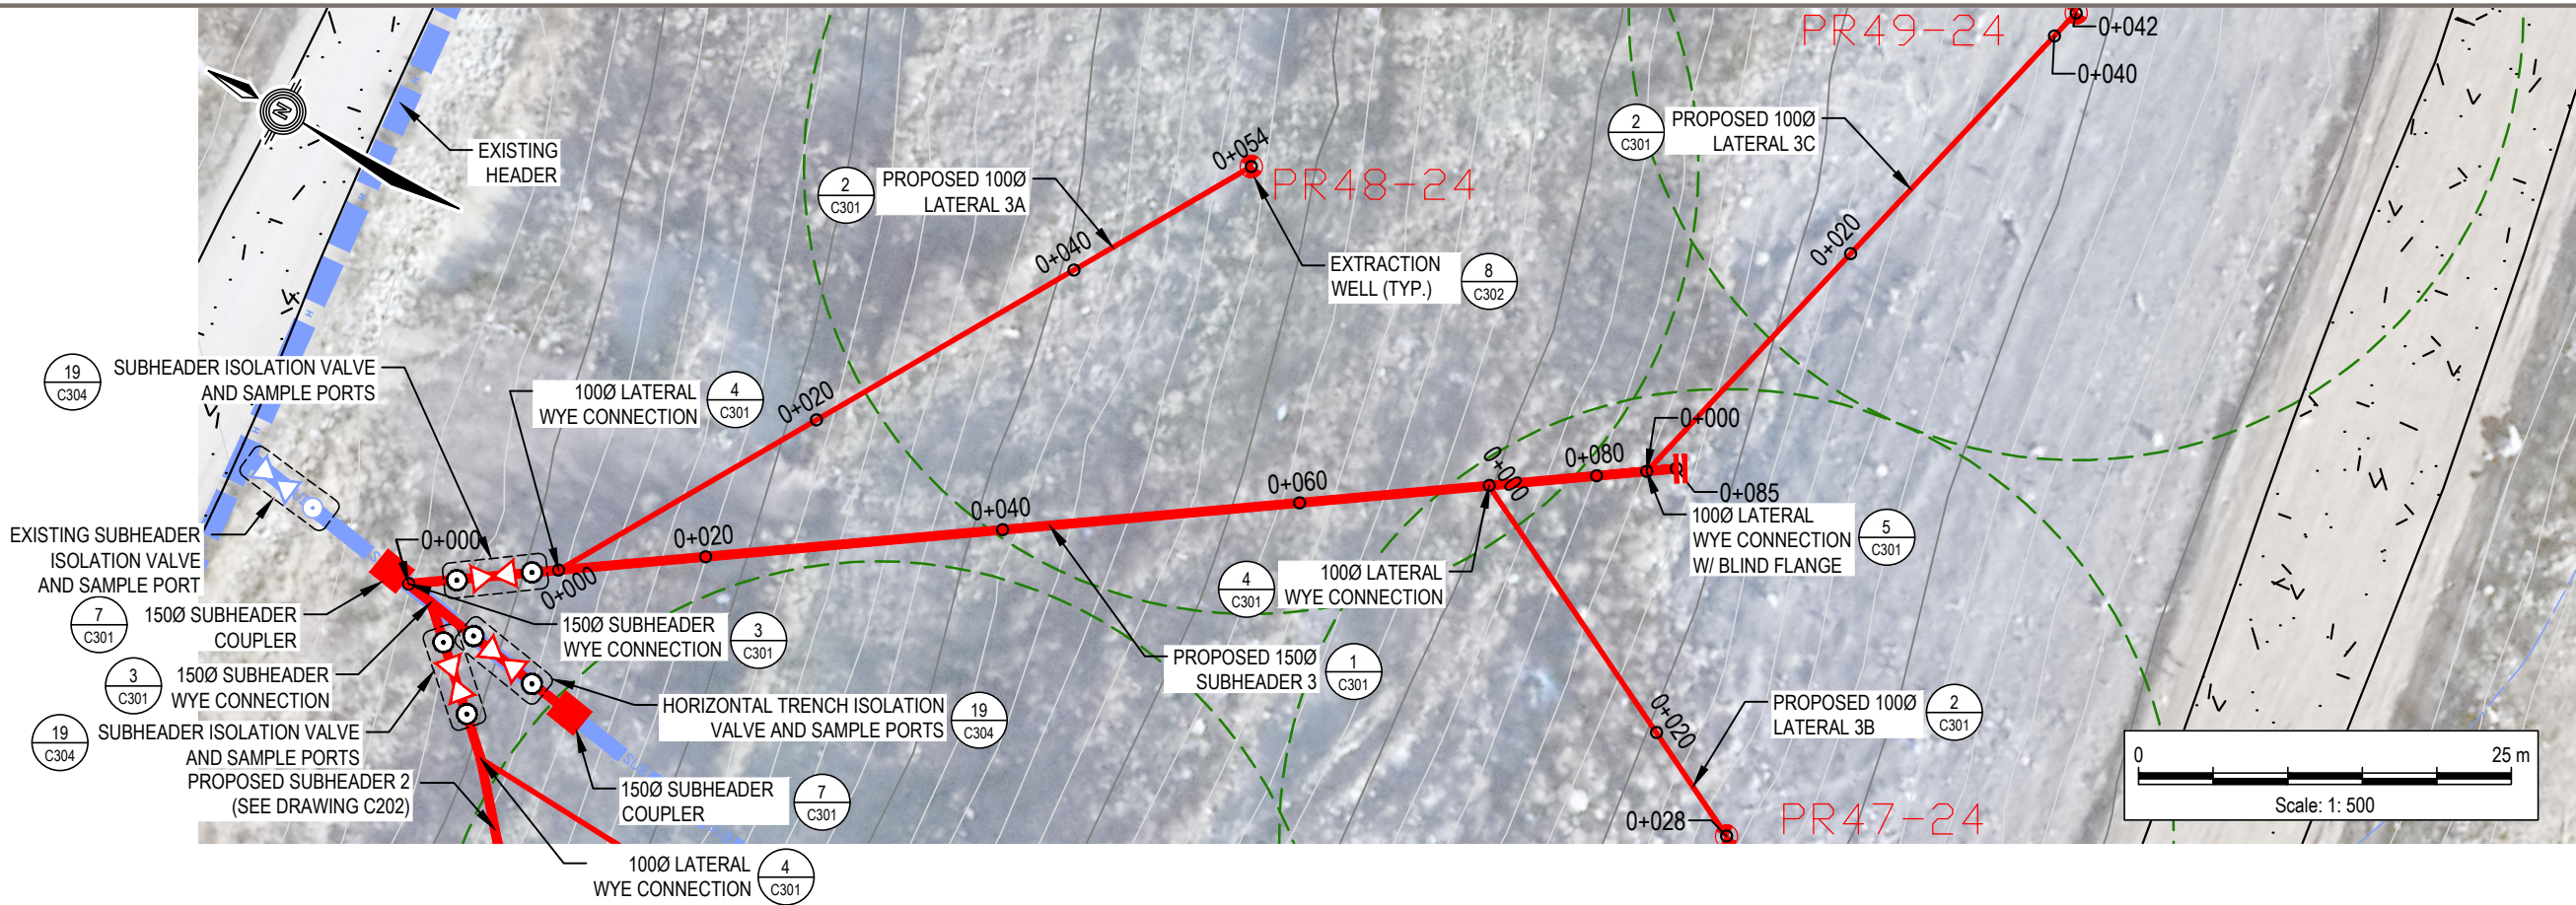 PR49-24
0+042
0+040
N
EXISTING
HEADER
2
C301
PROPOSED 100Ø
LATERAL 3C
0+054
PR48-24
2
C301
PROPOSED 100Ø
LATERAL 3A
0+040
0+020
EXTRACTION
WELL (TYP.)
8
C302
H
19
C304
SUBHEADER ISOLATION VALVE
AND SAMPLE PORTS
100Ø LATERAL
WYE CONNECTION
4
C301
0+020
0+000
H
0+000
0+080
0+060
0+040
0+020
0+085
100Ø LATERAL
WYE CONNECTION
W/ BLIND FLANGE
5
C301
EXISTING SUBHEADER
ISOLATION VALVE
AND SAMPLE PORT
0+000
0+000
4
C301
100Ø LATERAL
WYE CONNECTION
7
C301
150Ø SUBHEADER
COUPLER
150Ø SUBHEADER
WYE CONNECTION
3
C301
PROPOSED 150Ø
SUBHEADER 3
1
C301
3
C301
150Ø SUBHEADER
WYE CONNECTION
HORIZONTAL TRENCH ISOLATION
VALVE AND SAMPLE PORTS
19
C304
0+020
PROPOSED 100Ø
LATERAL 3B
2
C301
19
C304
SUBHEADER ISOLATION VALVE
AND SAMPLE PORTS
PROPOSED SUBHEADER 2
(SEE DRAWING C202)
150Ø SUBHEADER
COUPLER
7
C301
0+028
PR47-24
0
25 m
Scale: 1: 500
100Ø LATERAL
WYE CONNECTION
4
C301